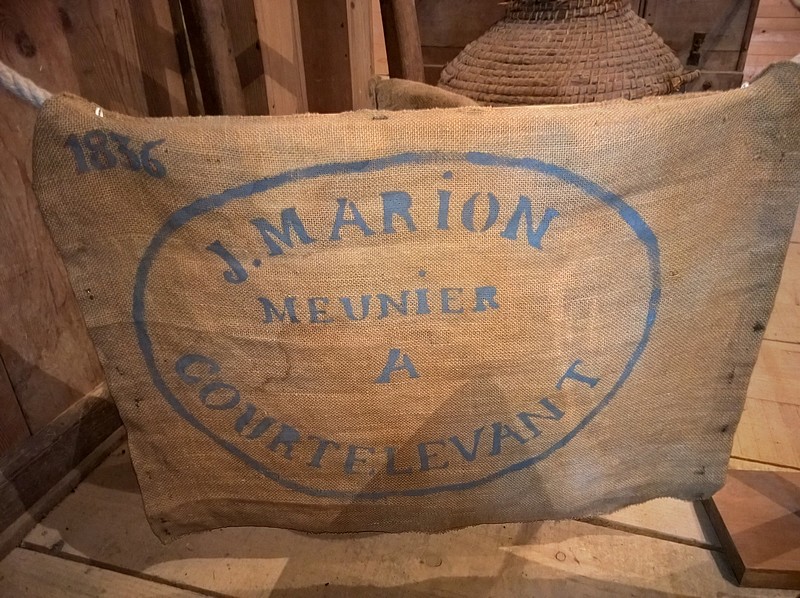 1836
J. MARiON
MEUNiER
A
COURTELEVANT